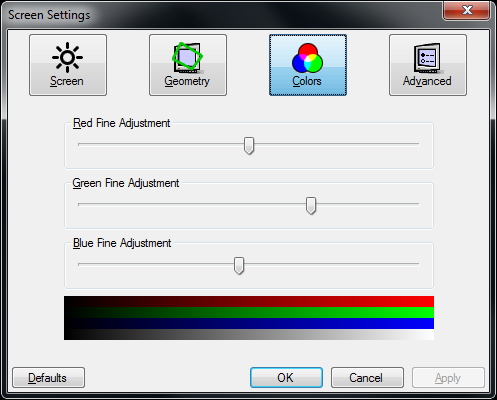 Screen Settings
Screen Geometry Colors Advanced
Red Fine Adjustment
Green Fine Adjustment
Blue Fine Adjustment
Defaults OK Cancel Apply